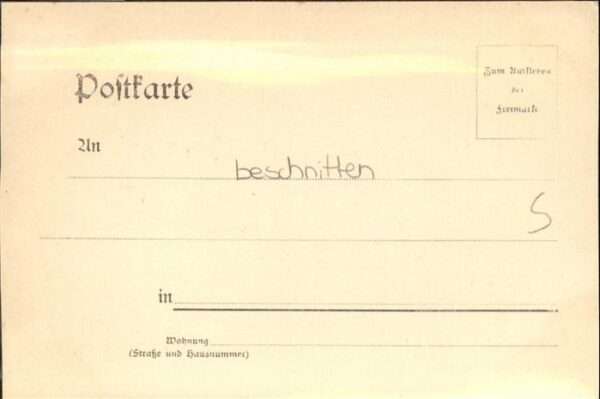 Postkarte
Zum Aufkleben
der
Freimarke
An
beschnitten
S
in
Wohnung
(Straße und Hausnummer)